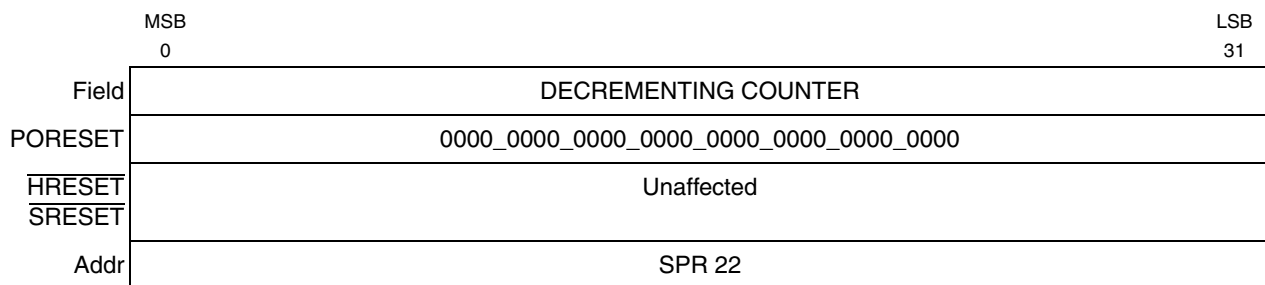 MSB LSB
0 31
Field DECREMENTING COUNTER
PORESET 0000_0000_0000_0000_0000_0000_0000_0000
HRESET Unaffected
SRESET
Addr SPR 22